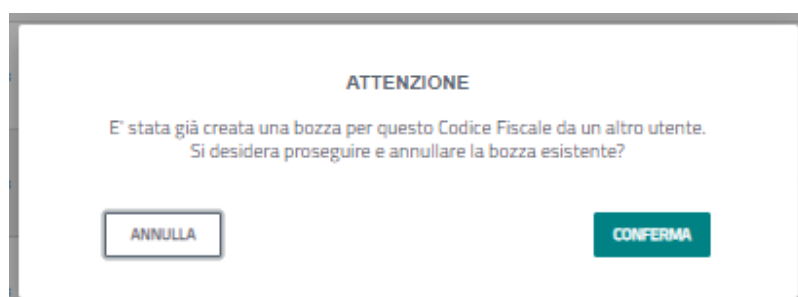 ATTENZIONE
E' stata già creata una bozza per questo Codice Fiscale da un altro utente.
Si desidera proseguire e annullare la bozza esistente?
ANNULLA
CONFERMA